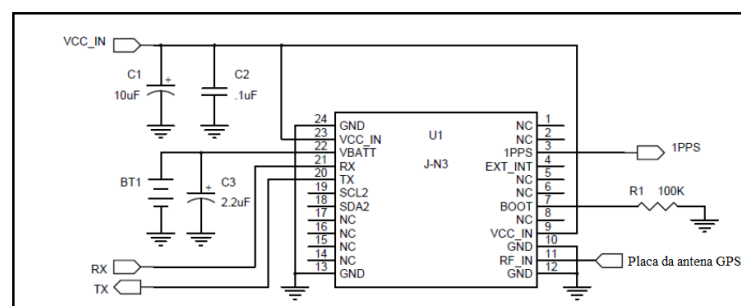 VCC_IN
C1
+
10uF
C2
.1uF
24 GND
23 VCC_IN
22 VBATT
21 RX
20 TX
19 SCL2
18 SDA2
17 NC
16 NC
15 NC
14 NC
13 GND
U1
J-N3
NC 1
NC 2
1PPS 3
EXT_INT 4
NC 5
NC 6
BOOT 7
NC 8
VCC_IN 9
GND 10
RF_IN 11
GND 12
1PPS
R1 100K
Placa da antena GPS
BT1
+
C3
2.2uF
RX
TX